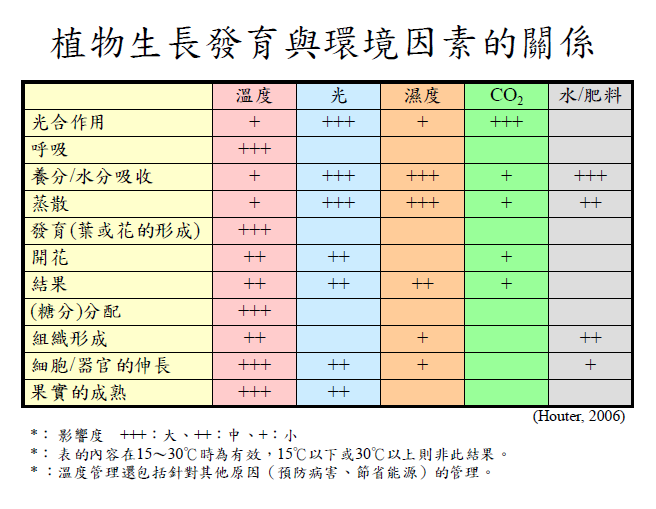 植物生長發育與環境因素的關係
溫度 光 濕度 CO₂ 水/肥料
光合作用 + +++ + +++
呼吸 +++
養分/水分吸收 + +++ +++ + +++
蒸散 + +++ +++ + ++
發育(葉或花的形成) +++
開花 ++ ++ +
結果 ++ ++ ++ +
(糖分)分配 +++
組織形成 ++ + ++
細胞/器官的伸長 +++ ++ + +
果實的成熟 +++ ++
(Houter, 2006)
*： 影響度 +++：大、++：中、+：小
*： 表的內容在15～30℃時為有效，15℃以下或30℃以上則非此結果。
*：溫度管理還包括針對其他原因（預防病害、節省能源）的管理。